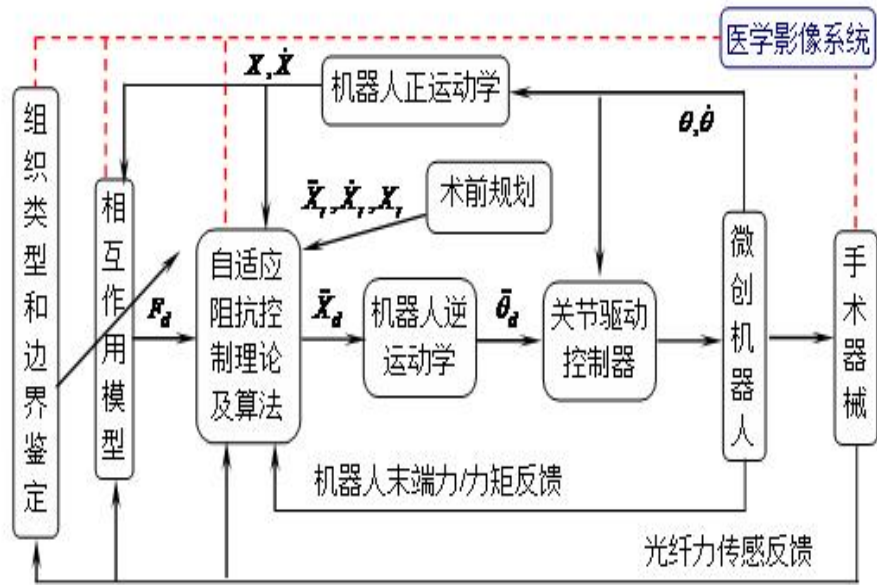 医学影像系统
X, Ẋ
机器人正运动学
θ, θ̇
组织类型和边界鉴定
相互作用模型
Ẍ_r, Ẋ_r, X_r
术前规划
微创机器人
手术器械
F_d
自适应
阻抗控
制理论
及算法
Ẍ_d
机器人逆
运动学
θ̈_d
关节驱动
控制器
机器人末端力/力矩反馈
光纤力传感反馈